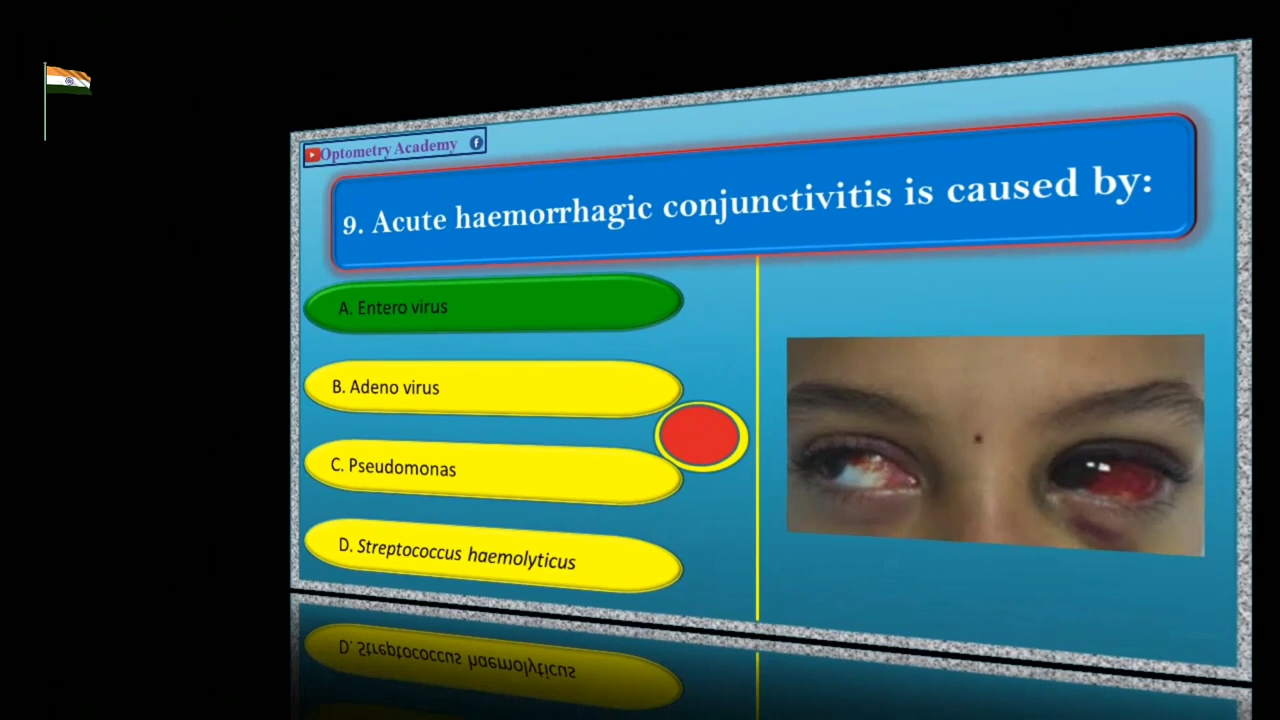 Optometry Academy
9. Acute haemorrhagic conjunctivitis is caused by:
A. Entero virus
B. Adeno virus
C. Pseudomonas
D. Streptococcus haemolyticus
D. Streptococcus haemolyticus